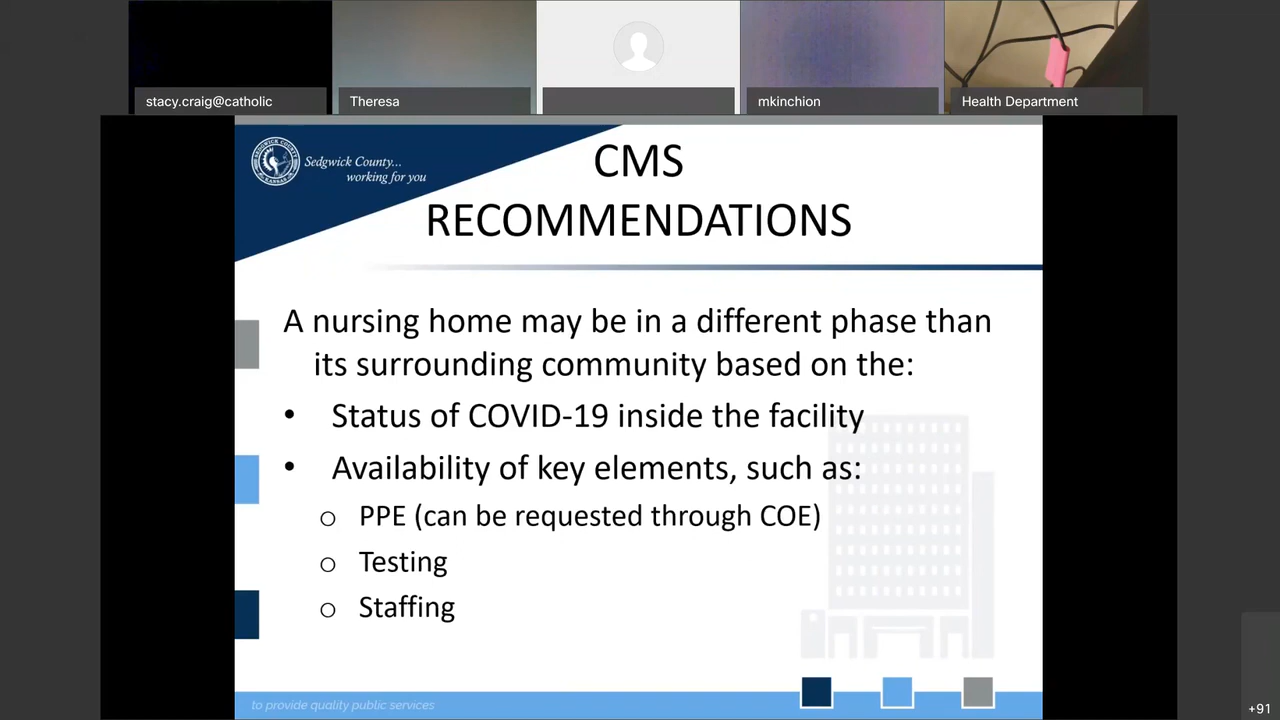 stacy.craig@catholic
Theresa
mkinchion
Health Department
Sedgwick County...
working for you
CMS
RECOMMENDATIONS
A nursing home may be in a different phase than
its surrounding community based on the:
• Status of COVID-19 inside the facility
• Availability of key elements, such as:
o PPE (can be requested through COE)
o Testing
o Staffing
to provide quality public services
+91